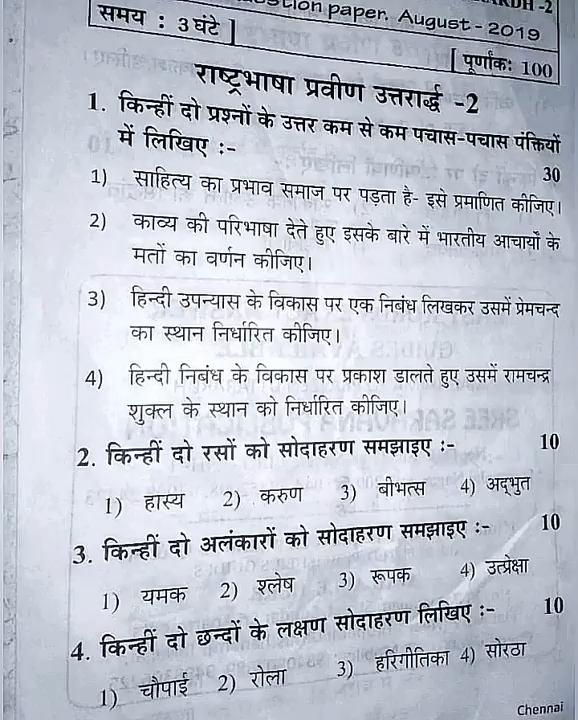 paper. August - 2019
समय : 3 घंटे ]
[ पूर्णांक: 100
राष्ट्रभाषा प्रवीण उत्तरार्द्ध -2
1. किन्हीं दो प्रश्नों के उत्तर कम से कम पचास-पचास पंक्तियों
में लिखिए :-
30
1) साहित्य का प्रभाव समाज पर पड़ता है- इसे प्रमाणित कीजिए।
2) काव्य की परिभाषा देते हुए इसके बारे में भारतीय आचार्यों के
मतों का वर्णन कीजिए।
3) हिन्दी उपन्यास के विकास पर एक निबंध लिखकर उसमें प्रेमचन्द
का स्थान निर्धारित कीजिए।
4) हिन्दी निबंध के विकास पर प्रकाश डालते हुए उसमें रामचन्द्र
शुक्ल के स्थान को निर्धारित कीजिए।
2. किन्हीं दो रसों को सोदाहरण समझाइए :- 10
1) हास्य 2) करुण 3) बीभत्स 4) अद्भुत
3. किन्हीं दो अलंकारों को सोदाहरण समझाइए :- 10
1) यमक 2) श्लेष 3) रूपक 4) उत्प्रेक्षा
4. किन्हीं दो छन्दों के लक्षण सोदाहरण लिखिए :- 10
1) चौपाई 2) रोला 3) हरिगीतिका 4) सोरठा
Chennai